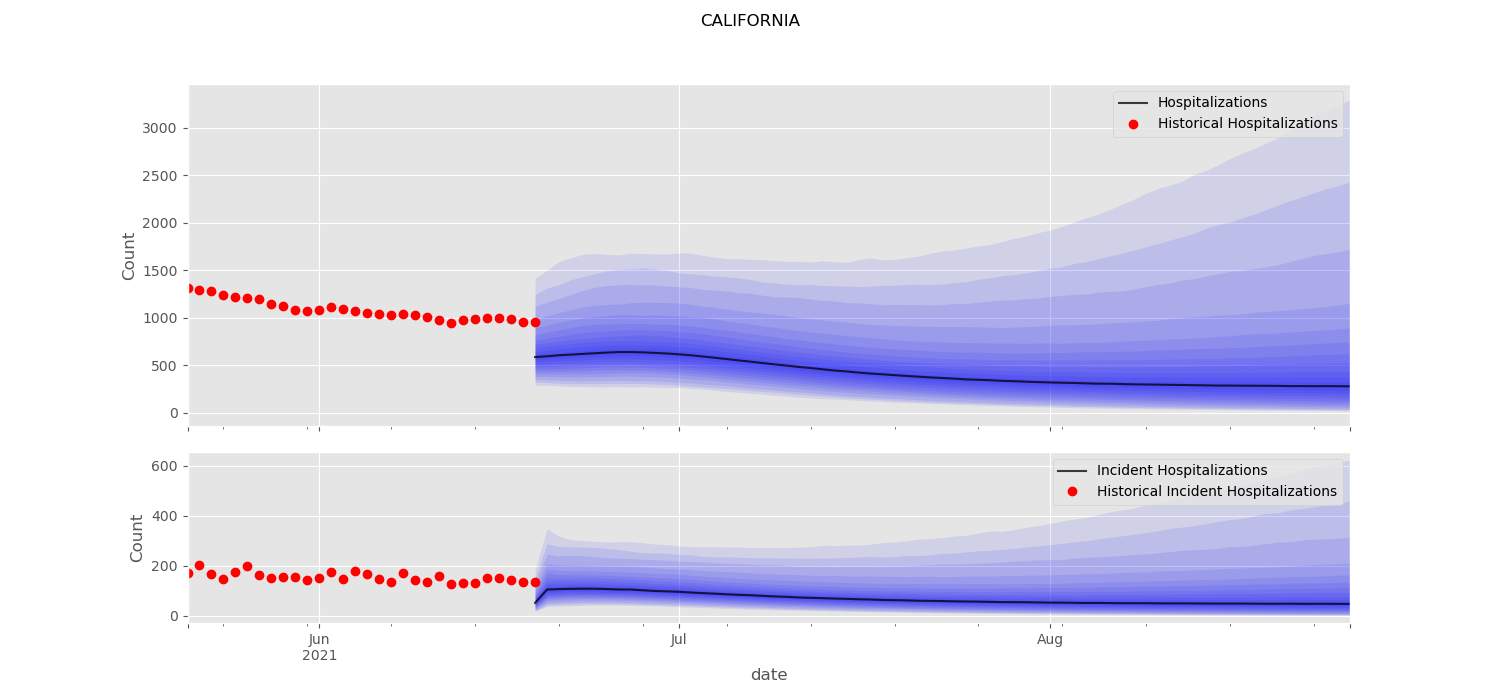 CALIFORNIA
Hospitalizations
Historical Hospitalizations
3000
2500
2000
1500
1000
500
0
Count
Incident Hospitalizations
Historical Incident Hospitalizations
600
400
200
0
Count
Jun
2021
Jul
Aug
date